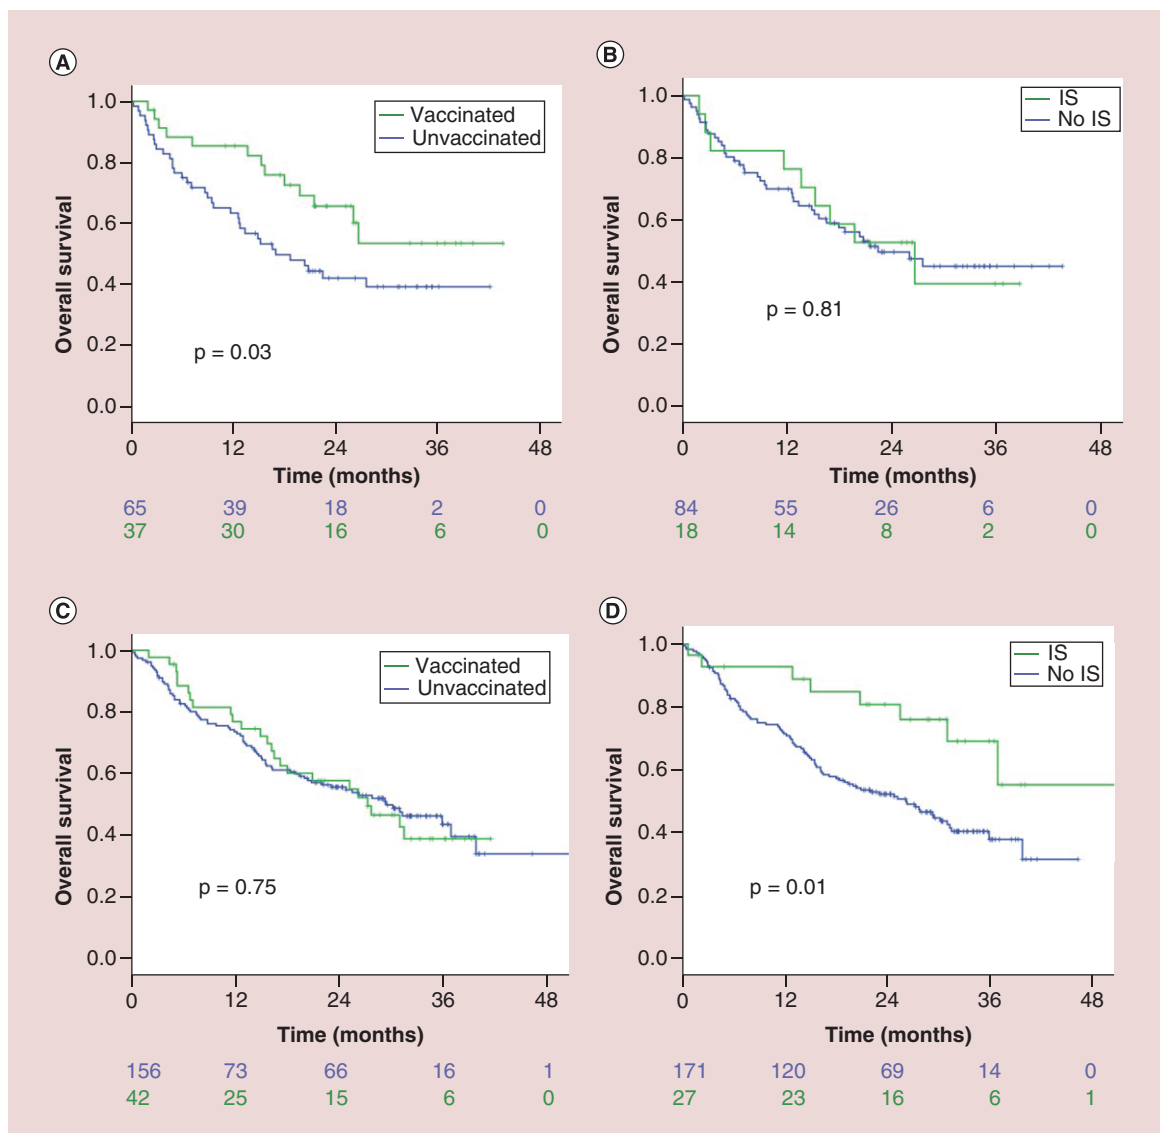 A
1.0
0.8
0.6
0.4
0.2
0.0
Overall survival
Vaccinated
Unvaccinated
p = 0.03
0 12 24 36 48
Time (months)
65 39 18 2 0
37 30 16 6 0
B
1.0
0.8
0.6
0.4
0.2
0.0
Overall survival
IS
No IS
p = 0.81
0 12 24 36 48
Time (months)
84 55 26 6 0
18 14 8 2 0
C
1.0
0.8
0.6
0.4
0.2
0.0
Overall survival
Vaccinated
Unvaccinated
p = 0.75
0 12 24 36 48
Time (months)
156 73 66 16 1
42 25 15 6 0
D
1.0
0.8
0.6
0.4
0.2
0.0
Overall survival
IS
No IS
p = 0.01
0 12 24 36 48
Time (months)
171 120 69 14 0
27 23 16 6 1